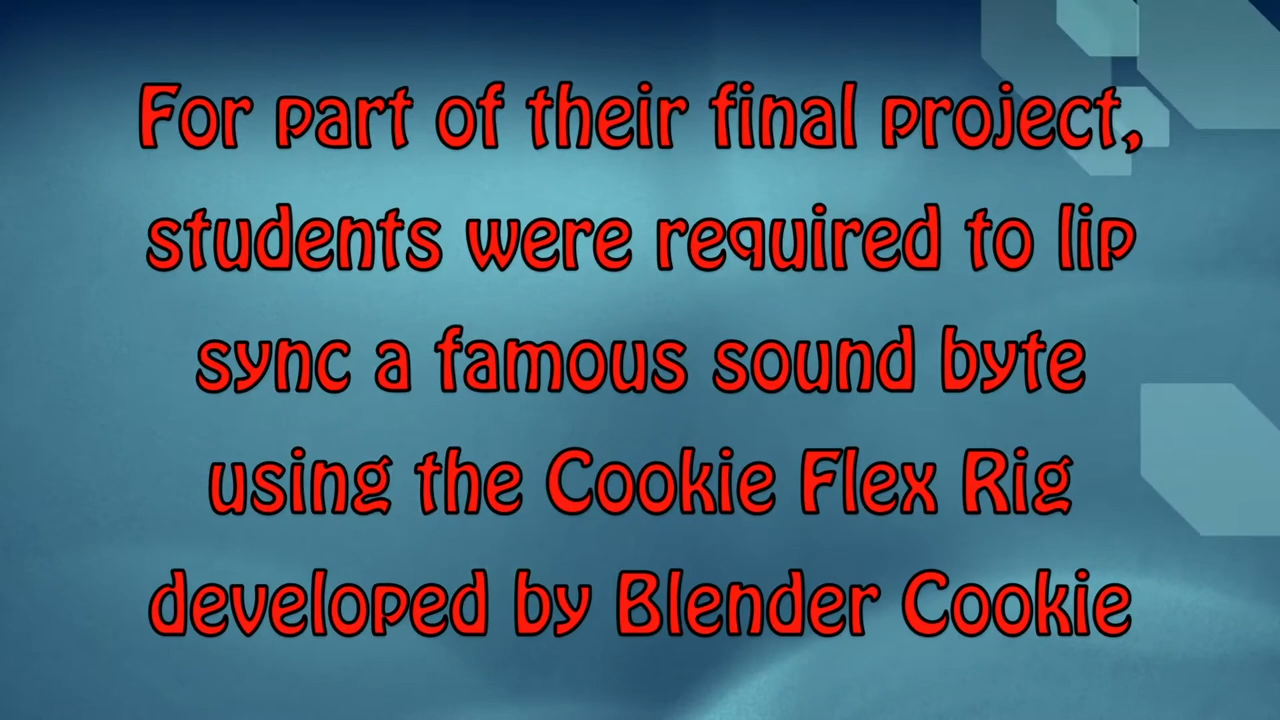 For part of their final project,
students were required to lip
sync a famous sound byte
using the Cookie Flex Rig
developed by Blender Cookie